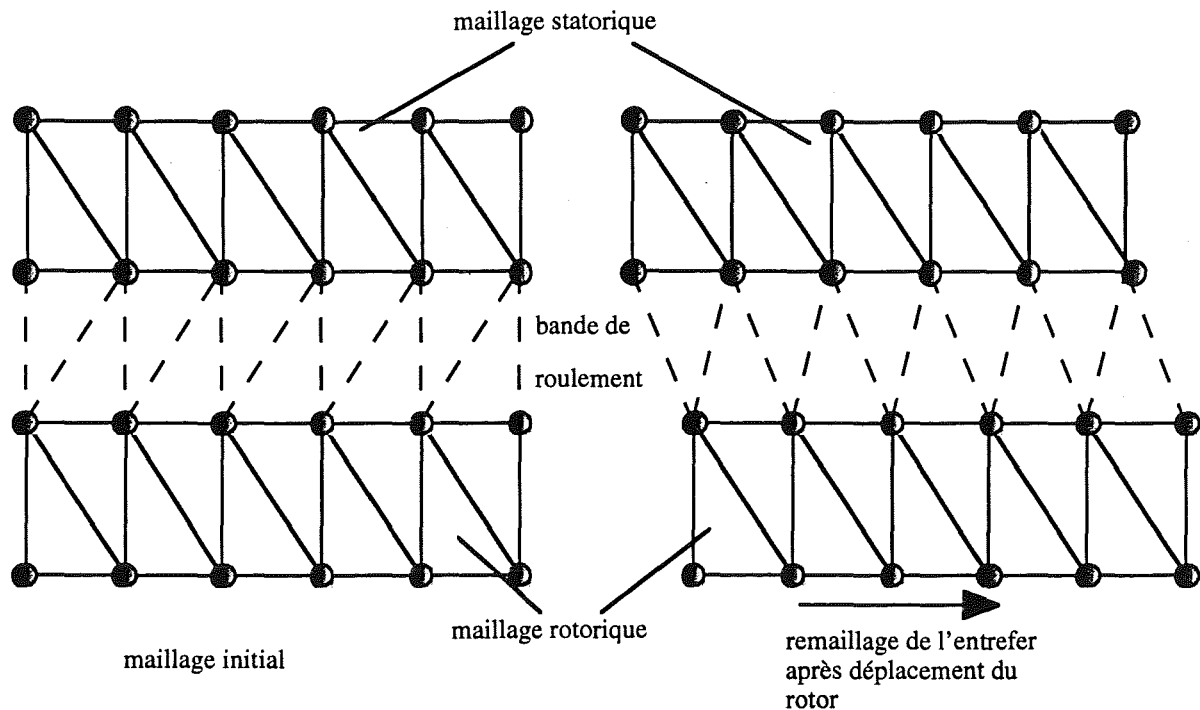 maillage statorique
bande de
roulement
maillage rotorique
maillage initial
remaillage de l'entrefer
après déplacement du
rotor